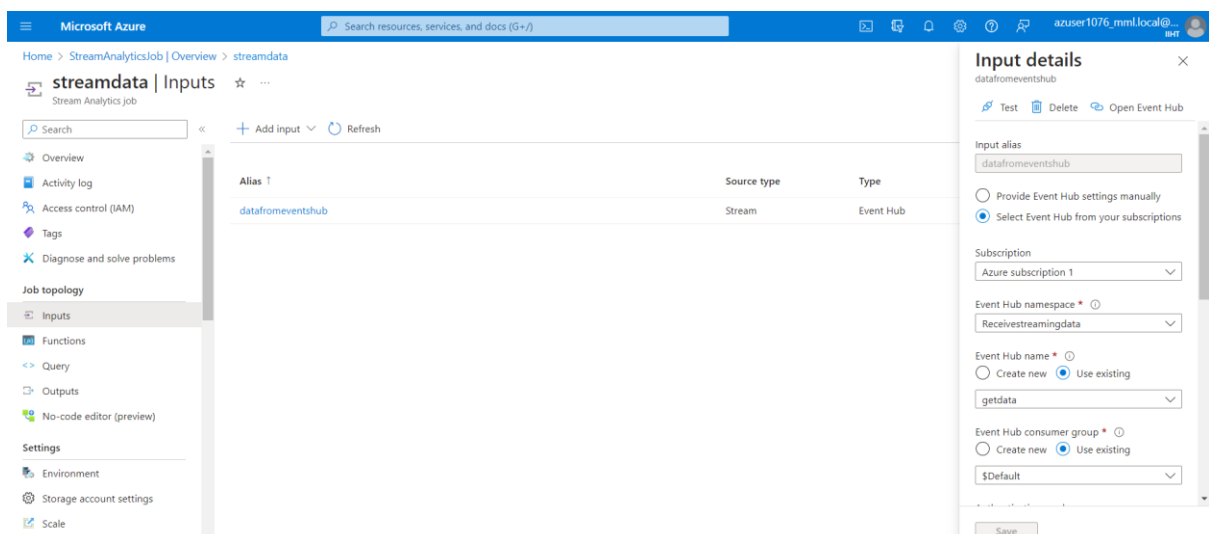 Microsoft Azure
Search resources, services, and docs (G+/)
azuser1076_mml.local@...
IIHT
Home > StreamAnalyticsJob | Overview > streamdata
streamdata | Inputs
Stream Analytics job
Search
Overview
Activity log
Access control (IAM)
Tags
Diagnose and solve problems
Job topology
Inputs
Functions
Query
Outputs
No-code editor (preview)
Settings
Environment
Storage account settings
Scale
Add input
Refresh
Alias ↑ Source type Type
datafromeventshub Stream Event Hub
Input details
datafromeventshub
Test Delete Open Event Hub
Input alias
datafromeventshub
Provide Event Hub settings manually
Select Event Hub from your subscriptions
Subscription
Azure subscription 1
Event Hub namespace *
Receivestreamingdata
Event Hub name *
Create new Use existing
getdata
Event Hub consumer group *
Create new Use existing
$Default
Save